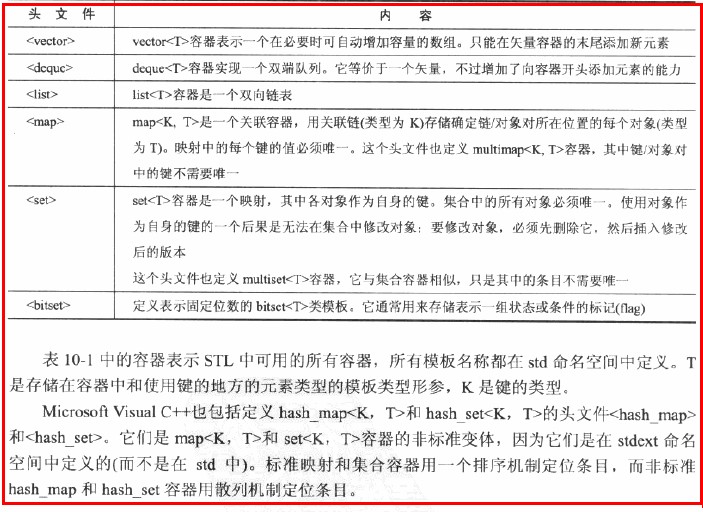 头 文 件 内 容
<vector> vector<T>容器表示一个在必要时可自动增加容量的数组。只能在矢量容器的末尾添加新元素
<deque> deque<T>容器实现一个双端队列。它等价于一个矢量，不过增加了向容器开头添加元素的能力
<list> list<T>容器是一个双向链表
<map> map<K, T>是一个关联容器，用关联链(类型为 K)存储确定链/对象对所在位置的每个对象(类型
为 T)。映射中的每个键的值必须唯一。这个头文件也定义 multimap<K, T>容器，其中键/对象对
中的键不需要唯一
<set> set<T>容器是一个映射，其中各对象作为自身的键。集合中的所有对象必须唯一。使用对象作
为自身的键的一个后果是无法在集合中修改对象；要修改对象，必须先删除它，然后插入修改
后的版本
这个头文件也定义 multiset<T>容器，它与集合容器相似，只是其中的条目不需要唯一
<bitset> 定义表示固定位数的 bitset<T>类模板。它通常用来存储表示一组状态或条件的标记(flag)
表 10-1 中的容器表示 STL 中可用的所有容器，所有模板名称都在 std 命名空间中定义。T
是存储在容器中和使用键的地方的元素类型的模板类型形参，K 是键的类型。
Microsoft Visual C++也包括定义 hash_map<K，T>和 hash_set<K，T>的头文件<hash_map>
和<hash_set>。它们是 map<K，T>和 set<K，T>容器的非标准变体，因为它们是在 stdext 命名
空间中定义的(而不是在 std 中)。标准映射和集合容器用一个排序机制定位条目，而非标准
hash_map 和 hash_set 容器用散列机制定位条目。